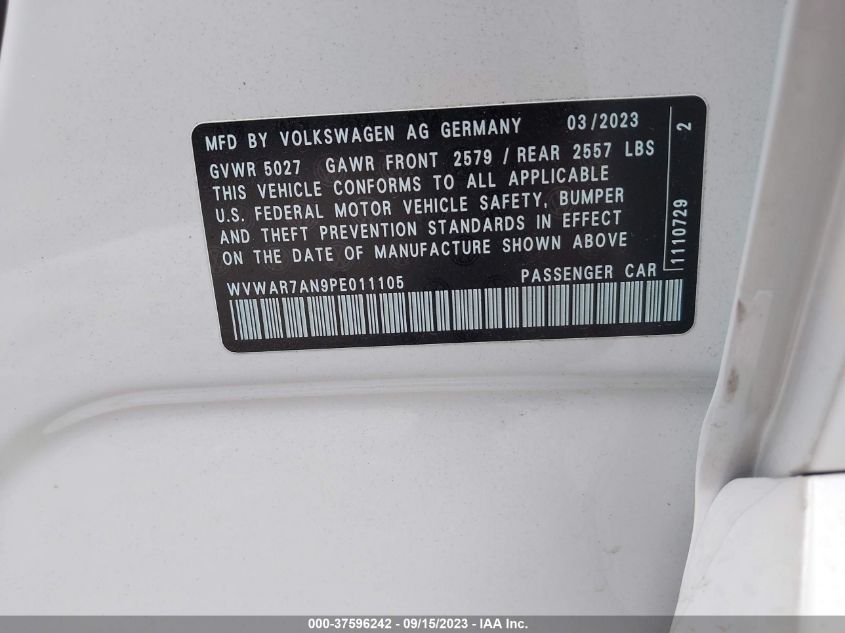 MFD BY VOLKSWAGEN AG GERMANY 03/2023
GVWR 5027 GAWR FRONT 2579 / REAR 2557 LBS
THIS VEHICLE CONFORMS TO ALL APPLICABLE
U.S. FEDERAL MOTOR VEHICLE SAFETY, BUMPER
AND THEFT PREVENTION STANDARDS IN EFFECT
ON THE DATE OF MANUFACTURE SHOWN ABOVE
WVWAR7AN9PE011105 PASSENGER CAR
1110729 2
000-37596242 - 09/15/2023 - IAA Inc.